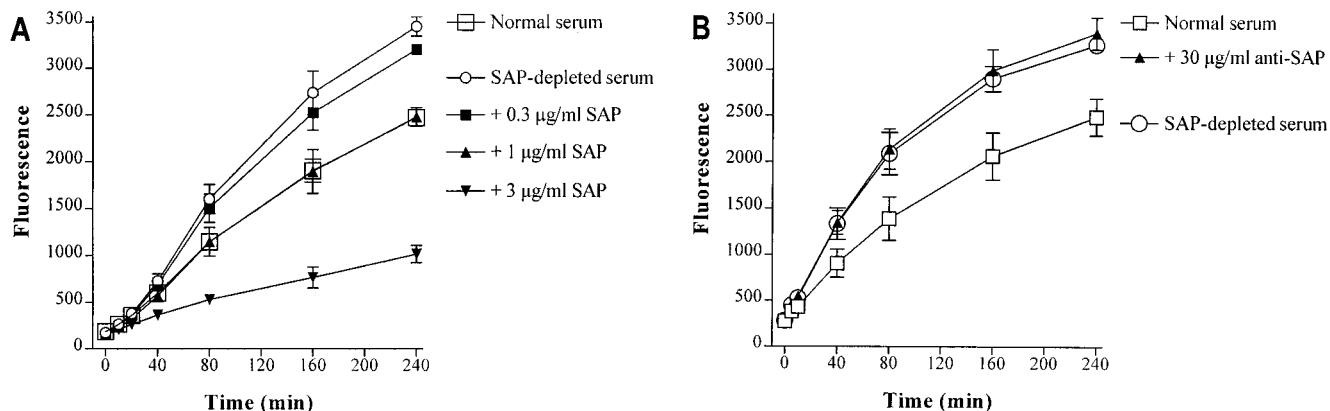 A
Fluorescence
3500
3000
2500
2000
1500
1000
500
0
0 40 80 120 160 200 240
Time (min)
Normal serum
SAP-depleted serum
+ 0.3 µg/ml SAP
+ 1 µg/ml SAP
+ 3 µg/ml SAP
B
Fluorescence
3500
3000
2500
2000
1500
1000
500
0
0 40 80 120 160 200 240
Time (min)
Normal serum
+ 30 µg/ml anti-SAP
SAP-depleted serum